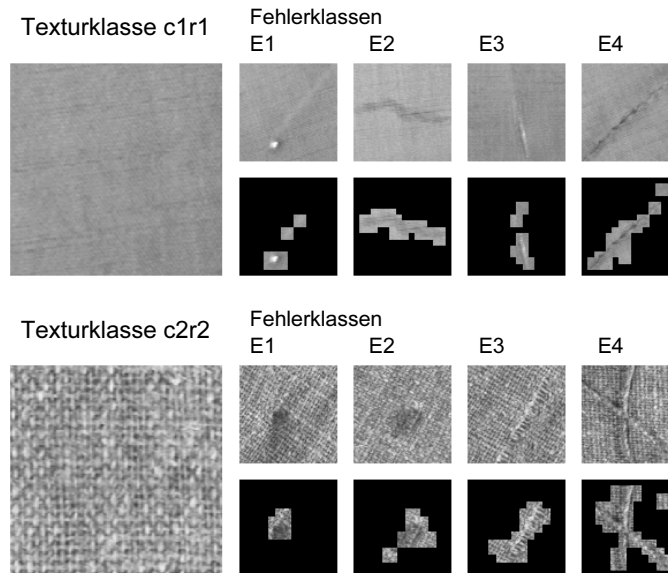 Texturklasse c1r1
Fehlerklassen
E1 E2 E3 E4
Texturklasse c2r2
Fehlerklassen
E1 E2 E3 E4